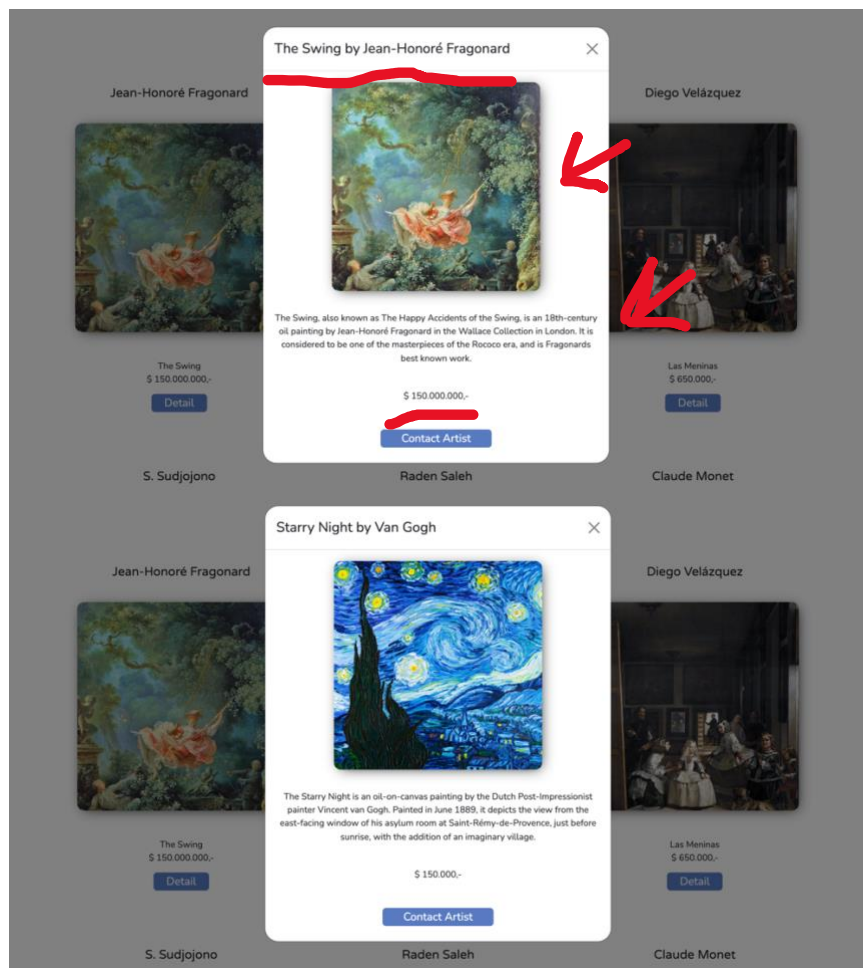 The Swing by Jean-Honoré Fragonard
Jean-Honoré Fragonard
Diego Velázquez
The Swing, also known as The Happy Accidents of the Swing, is an 18th-century
oil painting by Jean-Honoré Fragonard in the Wallace Collection in London. It is
considered to be one of the masterpieces of the Rococo era, and is Fragonards
best known work.
The Swing
$ 150.000.000,-
Detail
$ 150.000.000,-
Contact Artist
Las Meninas
$ 650.000,-
Detail
S. Sudjojono
Raden Saleh
Claude Monet
Starry Night by Van Gogh
Jean-Honoré Fragonard
Diego Velázquez
The Starry Night is an oil-on-canvas painting by the Dutch Post-Impressionist
painter Vincent van Gogh. Painted in June 1889, it depicts the view from the
east-facing window of his asylum room at Saint-Rémy-de-Provence, just before
sunrise, with the addition of an imaginary village.
The Swing
$ 150.000.000,-
Detail
$ 150.000,-
Contact Artist
Las Meninas
$ 650.000,-
Detail
S. Sudjojono
Raden Saleh
Claude Monet